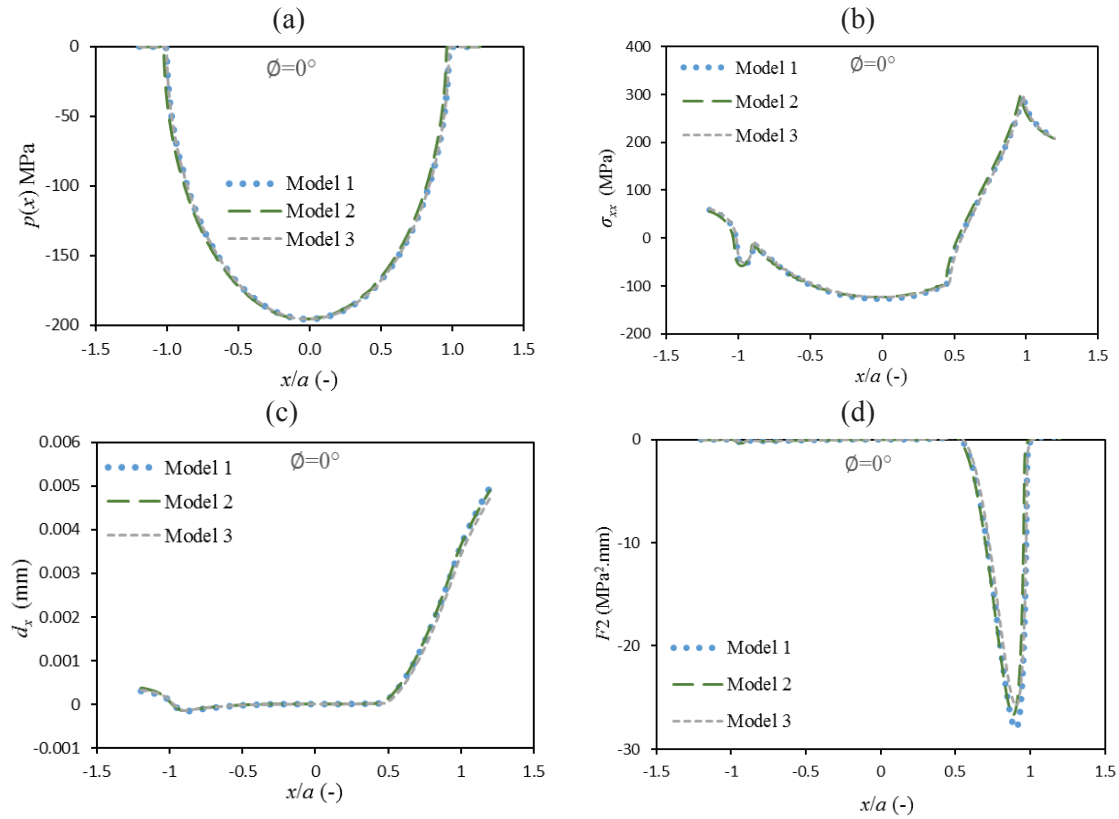 (a)
0
-50
-100
-150
-200
-1.5
-1.0
-0.5
0.0
0.5
1.0
1.5
p(x) MPa
x/a (-)
∅=0°
Model 1
Model 2
Model 3
(b)
400
300
200
100
0
-100
-200
-1.5
-1
-0.5
0
0.5
1
1.5
σxx (MPa)
x/a (-)
∅=0°
Model 1
Model 2
Model 3
(c)
0.006
0.005
0.004
0.003
0.002
0.001
0
-0.001
-1.5
-1
-0.5
0
0.5
1
1.5
dx (mm)
x/a (-)
∅=0°
Model 1
Model 2
Model 3
(d)
0
-10
-20
-30
-1.5
-1
-0.5
0
0.5
1
1.5
F2 (MPa².mm)
x/a (-)
∅=0°
Model 1
Model 2
Model 3